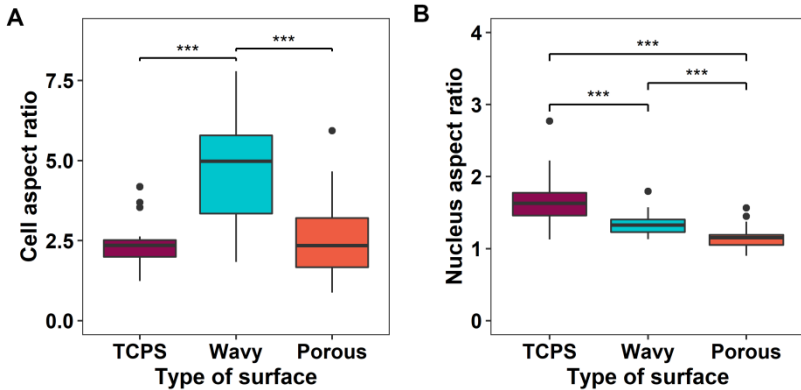 A
Cell aspect ratio
7.5
5.0
2.5
0.0
***
***
TCPS Wavy Porous
Type of surface
B
Nucleus aspect ratio
4
3
2
1
0
***
***
***
TCPS Wavy Porous
Type of surface